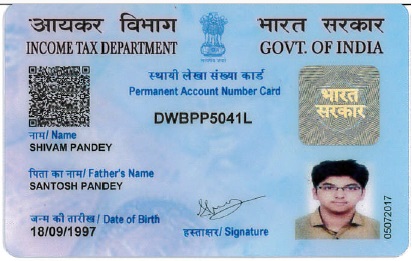 आयकर विभाग
INCOME TAX DEPARTMENT
भारत सरकार
GOVT. OF INDIA
स्थायी लेखा संख्या कार्ड
Permanent Account Number Card
DWBPP5041L
भारत
सरकार
नाम/ Name
SHIVAM PANDEY
पिता का नाम/ Father's Name
SANTOSH PANDEY
जन्म की तारीख/ Date of Birth
18/09/1997
हस्ताक्षर/ Signature
05072017